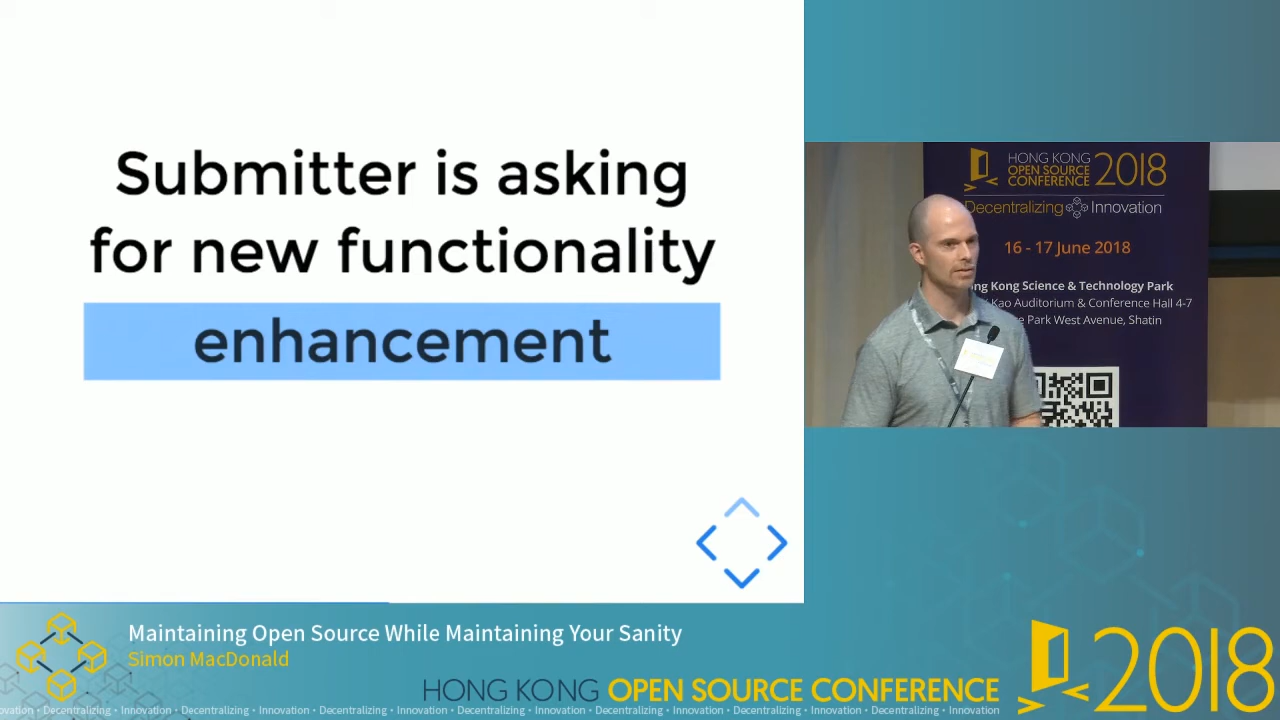 Submitter is asking
for new functionality
enhancement
HONG KONG
OPEN SOURCE
CONFERENCE 2018
Decentralizing Innovation
16 - 17 June 2018
ng Kong Science & Technology Park
Kao Auditorium & Conference Hall 4-7
Park West Avenue, Shatin
Maintaining Open Source While Maintaining Your Sanity
Simon MacDonald
HONG KONG OPEN SOURCE CONFERENCE 2018
ovation • Decentralizing • Innovation • Decentralizing • Innovation • Decentralizing • Innovation • Decentralizing • Innovation • Decentralizing • Innovation • Decentralizing • Innovation • Decentralizing • Innovation • Decentralizing • Innovation